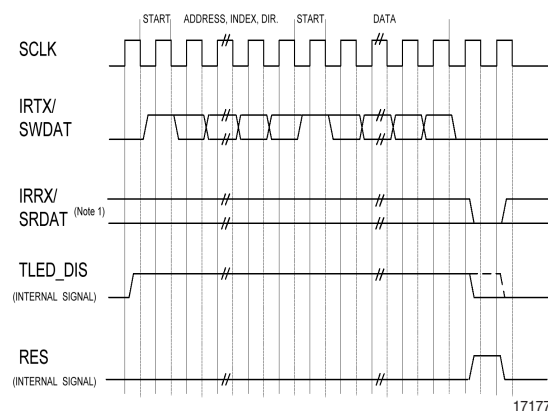 START ADDRESS, INDEX, DIR. START DATA
SCLK
IRTX/
SWDAT
IRRX/
SRDAT (Note 1)
TLED_DIS
(INTERNAL SIGNAL)
RES
(INTERNAL SIGNAL)
17177